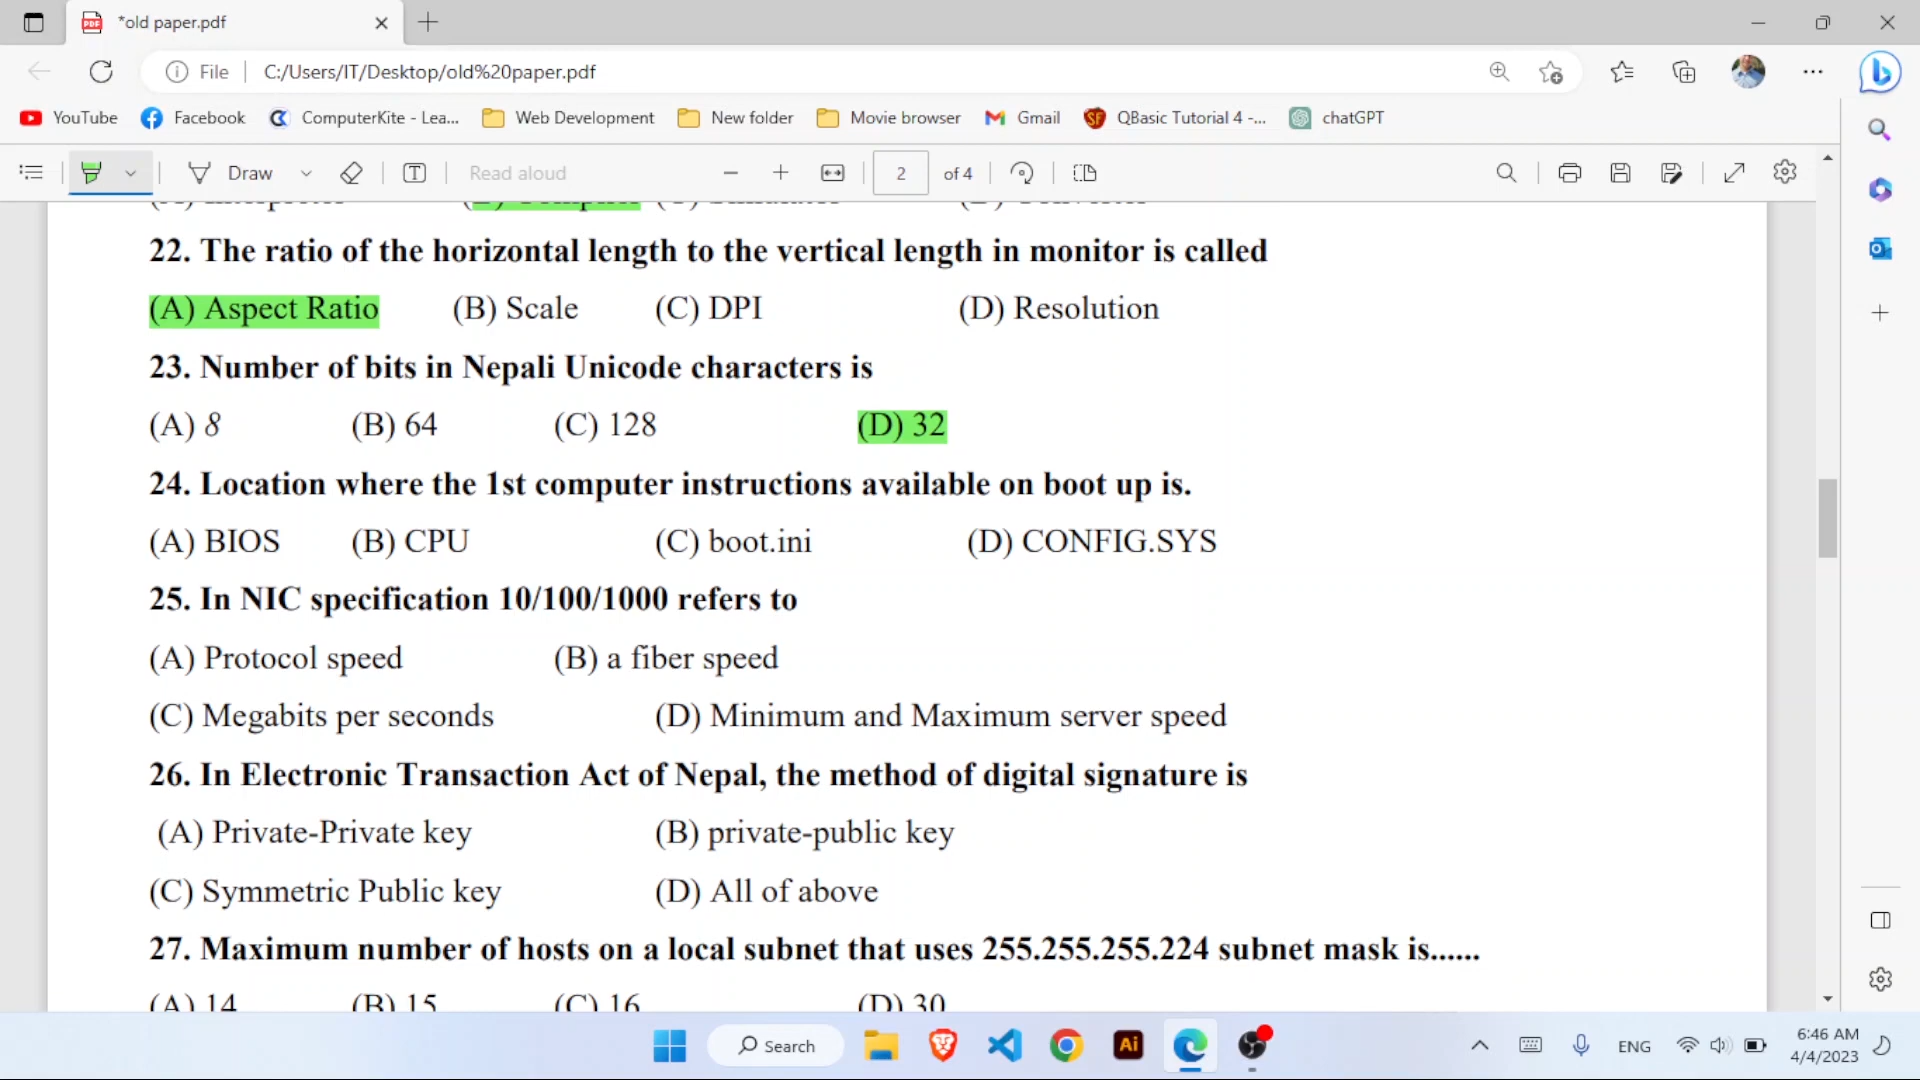 *old paper.pdf
File C:/Users/IT/Desktop/old%20paper.pdf
YouTube Facebook ComputerKite - Lea... Web Development New folder Movie browser Gmail QBasic Tutorial 4 -... chatGPT
Draw Read aloud 2 of 4
22. The ratio of the horizontal length to the vertical length in monitor is called
(A) Aspect Ratio (B) Scale (C) DPI (D) Resolution
23. Number of bits in Nepali Unicode characters is
(A) 8 (B) 64 (C) 128 (D) 32
24. Location where the 1st computer instructions available on boot up is.
(A) BIOS (B) CPU (C) boot.ini (D) CONFIG.SYS
25. In NIC specification 10/100/1000 refers to
(A) Protocol speed (B) a fiber speed
(C) Megabits per seconds (D) Minimum and Maximum server speed
26. In Electronic Transaction Act of Nepal, the method of digital signature is
(A) Private-Private key (B) private-public key
(C) Symmetric Public key (D) All of above
27. Maximum number of hosts on a local subnet that uses 255.255.255.224 subnet mask is......
(A) 14 (B) 15 (C) 16 (D) 30
Search Ai ENG 6:46 AM
4/4/2023